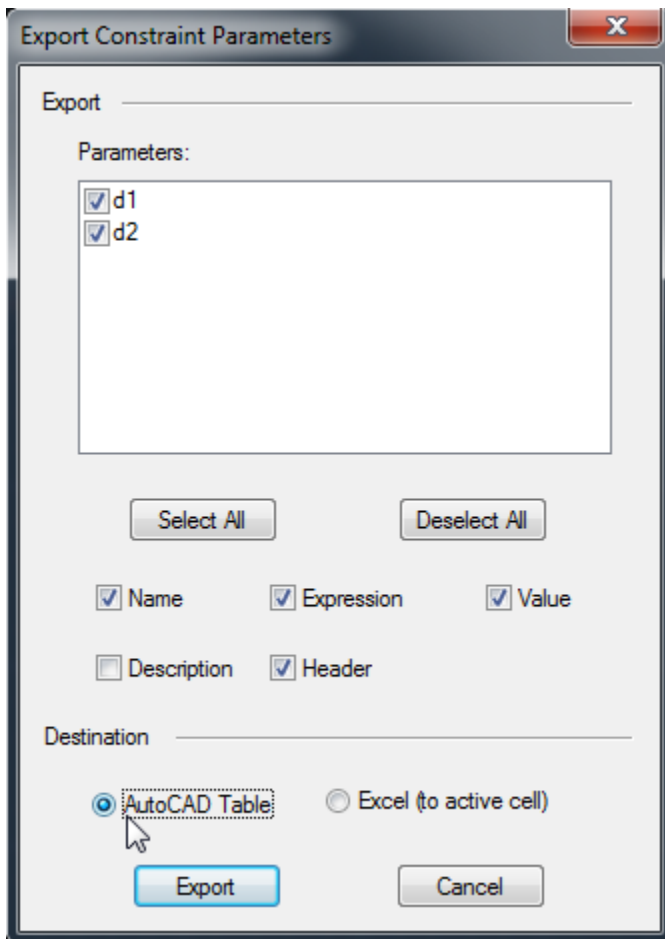 Export Constraint Parameters
Export
Parameters:
d1
d2
Select All Deselect All
Name Expression Value
Description Header
Destination
AutoCAD Table Excel (to active cell)
Export Cancel